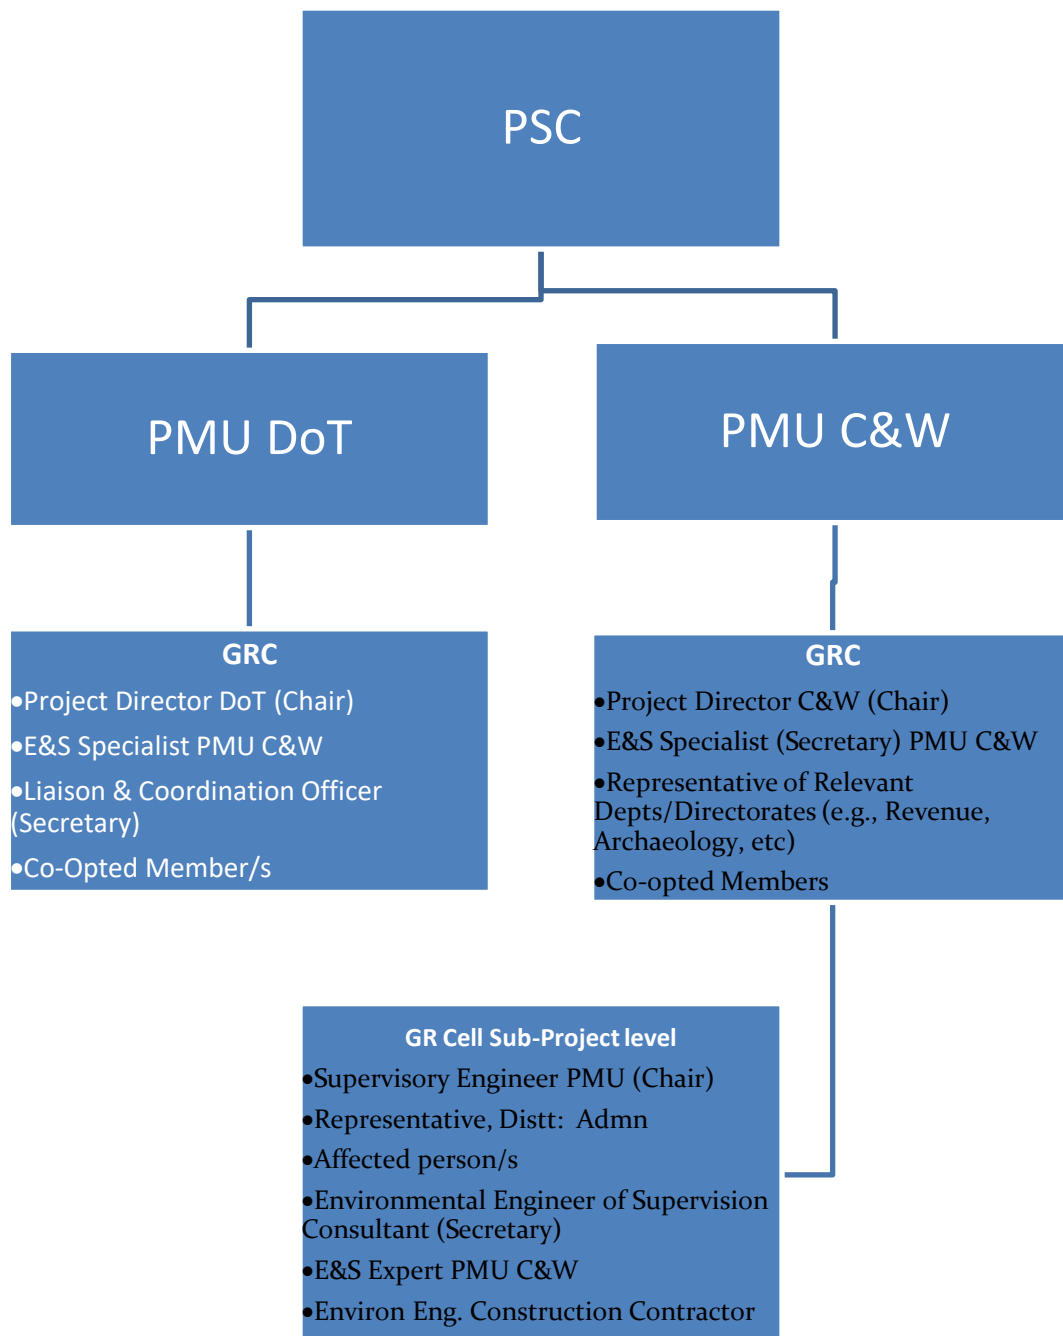 PSC
PMU DoT
PMU C&W
GRC
•Project Director DoT (Chair)
•E&S Specialist PMU C&W
•Liaison & Coordination Officer
(Secretary)
•Co-Opted Member/s
GRC
•Project Director C&W (Chair)
•E&S Specialist (Secretary) PMU C&W
•Representative of Relevant
Depts/Directorates (e.g., Revenue,
Archaeology, etc)
•Co-opted Members
GR Cell Sub-Project level
•Supervisory Engineer PMU (Chair)
•Representative, Distt: Admn
•Affected person/s
•Environmental Engineer of Supervision
Consultant (Secretary)
•E&S Expert PMU C&W
•Environ Eng. Construction Contractor